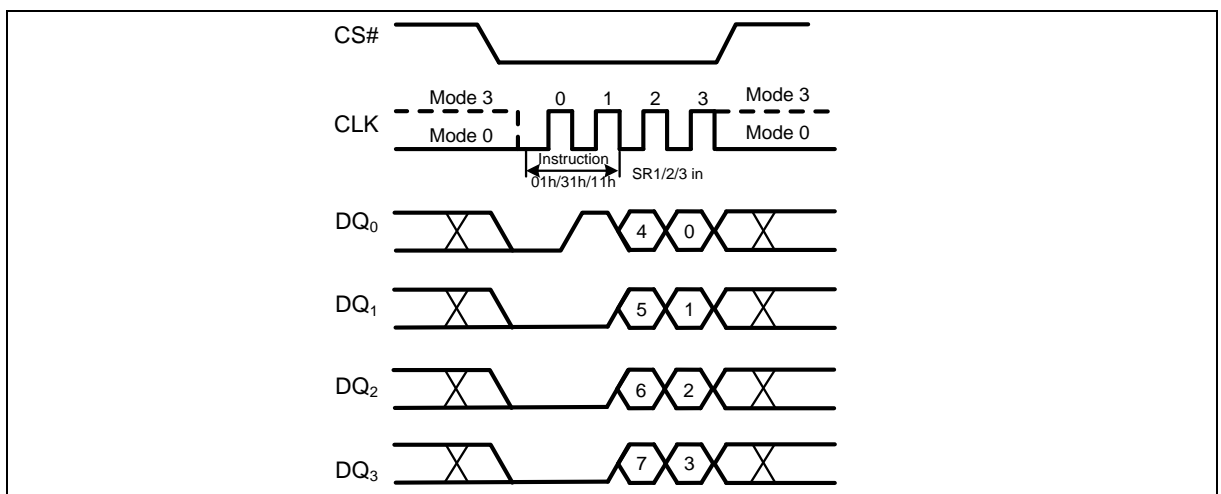 CS#
Mode 3 0 1 2 3 Mode 3
CLK
Mode 0 Mode 0
Instruction
01h/31h/11h SR1/2/3 in
DQ₀ 4 0
DQ₁ 5 1
DQ₂ 6 2
DQ₃ 7 3